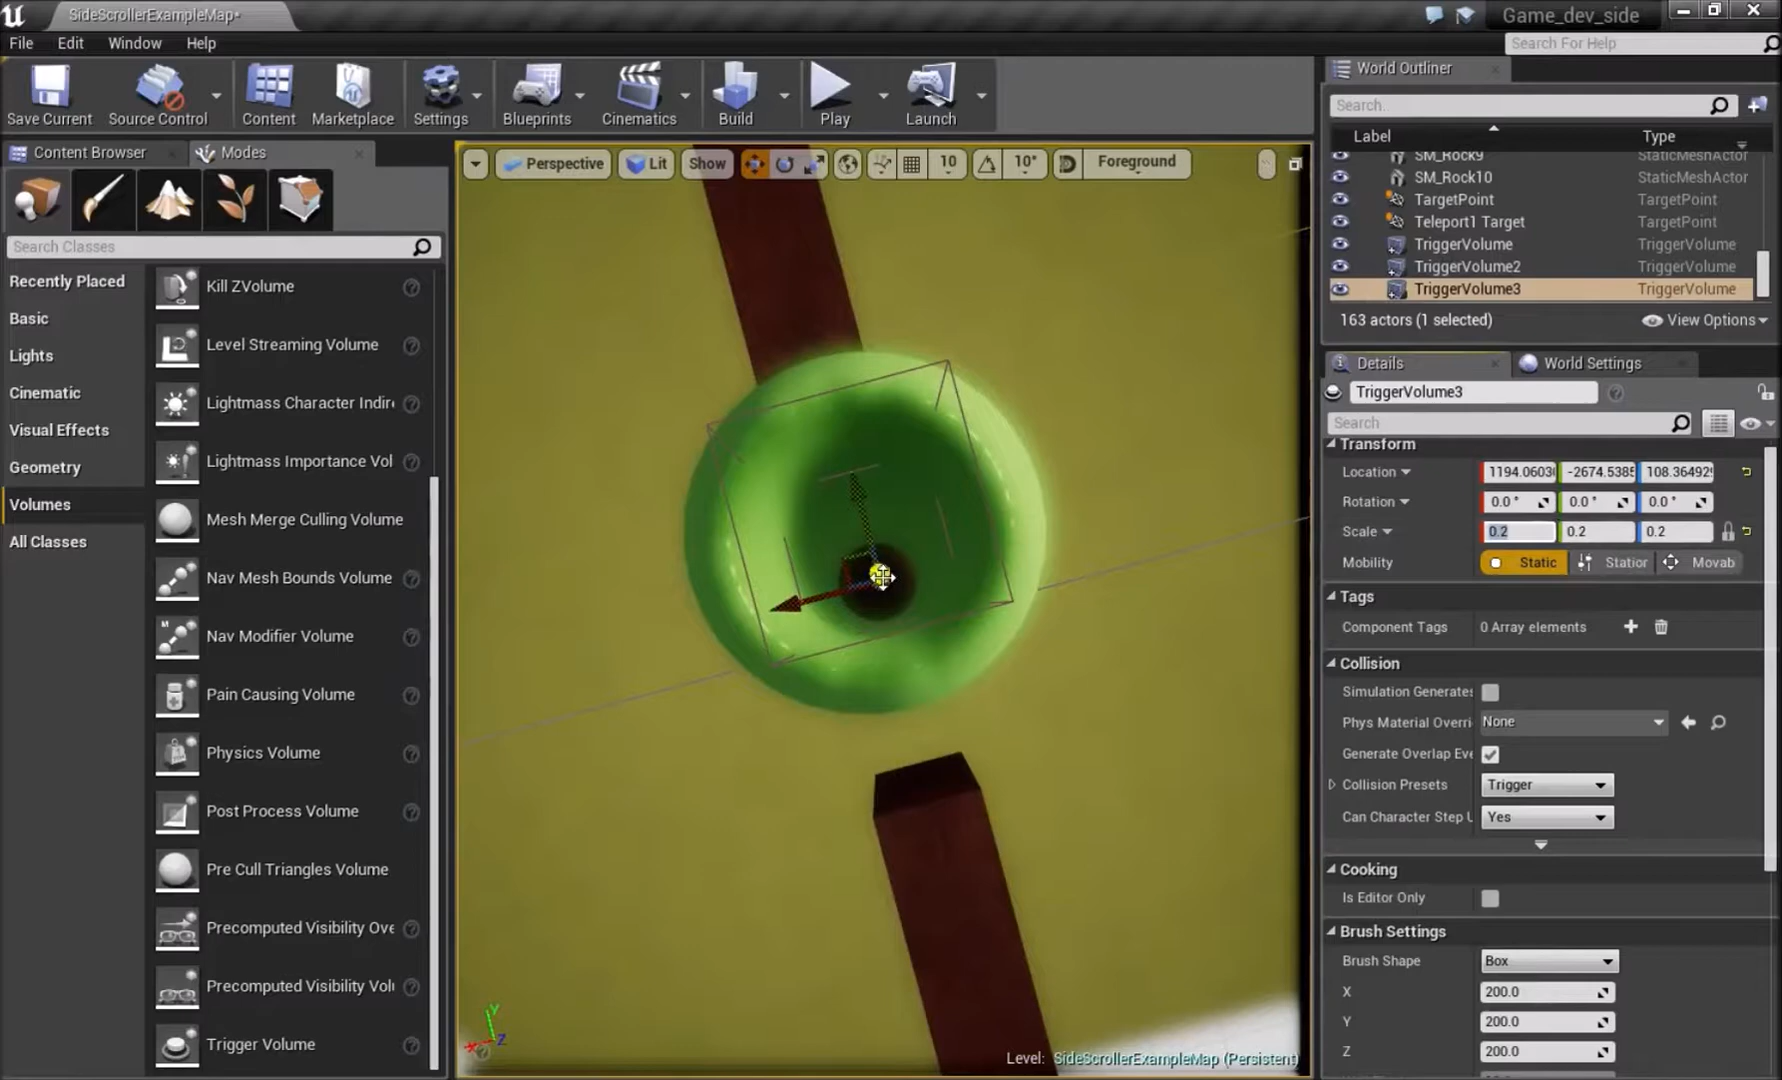 SideScrollerExampleMap*
Game_dev_side
File Edit Window Help
Search For Help
Save Current
Source Control
Content
Marketplace
Settings
Blueprints
Cinematics
Build
Play
Launch
Content Browser
Modes
Search Classes
Recently Placed
Basic
Lights
Cinematic
Visual Effects
Geometry
Volumes
All Classes
Kill ZVolume
Level Streaming Volume
Lightmass Character Indir
Lightmass Importance Vol
Mesh Merge Culling Volume
Nav Mesh Bounds Volume
Nav Modifier Volume
Pain Causing Volume
Physics Volume
Post Process Volume
Pre Cull Triangles Volume
Precomputed Visibility Ove
Precomputed Visibility Volu
Trigger Volume
Perspective
Lit
Show
10
10°
Foreground
Y
X
Z
Level: SideScrollerExampleMap (Persistent)
World Outliner
Search.
Label Type
SM_Rock9 StaticMeshActor
SM_Rock10 StaticMeshActor
TargetPoint TargetPoint
Teleport1 Target TargetPoint
TriggerVolume TriggerVolume
TriggerVolume2 TriggerVolume
TriggerVolume3 TriggerVolume
163 actors (1 selected) View Options
Details
World Settings
TriggerVolume3
Search
Transform
Location 1194.0603 -2674.5385 108.36492
Rotation 0.0 ° 0.0 ° 0.0 °
Scale 0.2 0.2 0.2
Mobility Static Statior Movab
Tags
Component Tags 0 Array elements
Collision
Simulation Generates
Phys Material Overri None
Generate Overlap Eve
Collision Presets Trigger
Can Character Step U Yes
Cooking
Is Editor Only
Brush Settings
Brush Shape Box
X 200.0
Y 200.0
Z 200.0